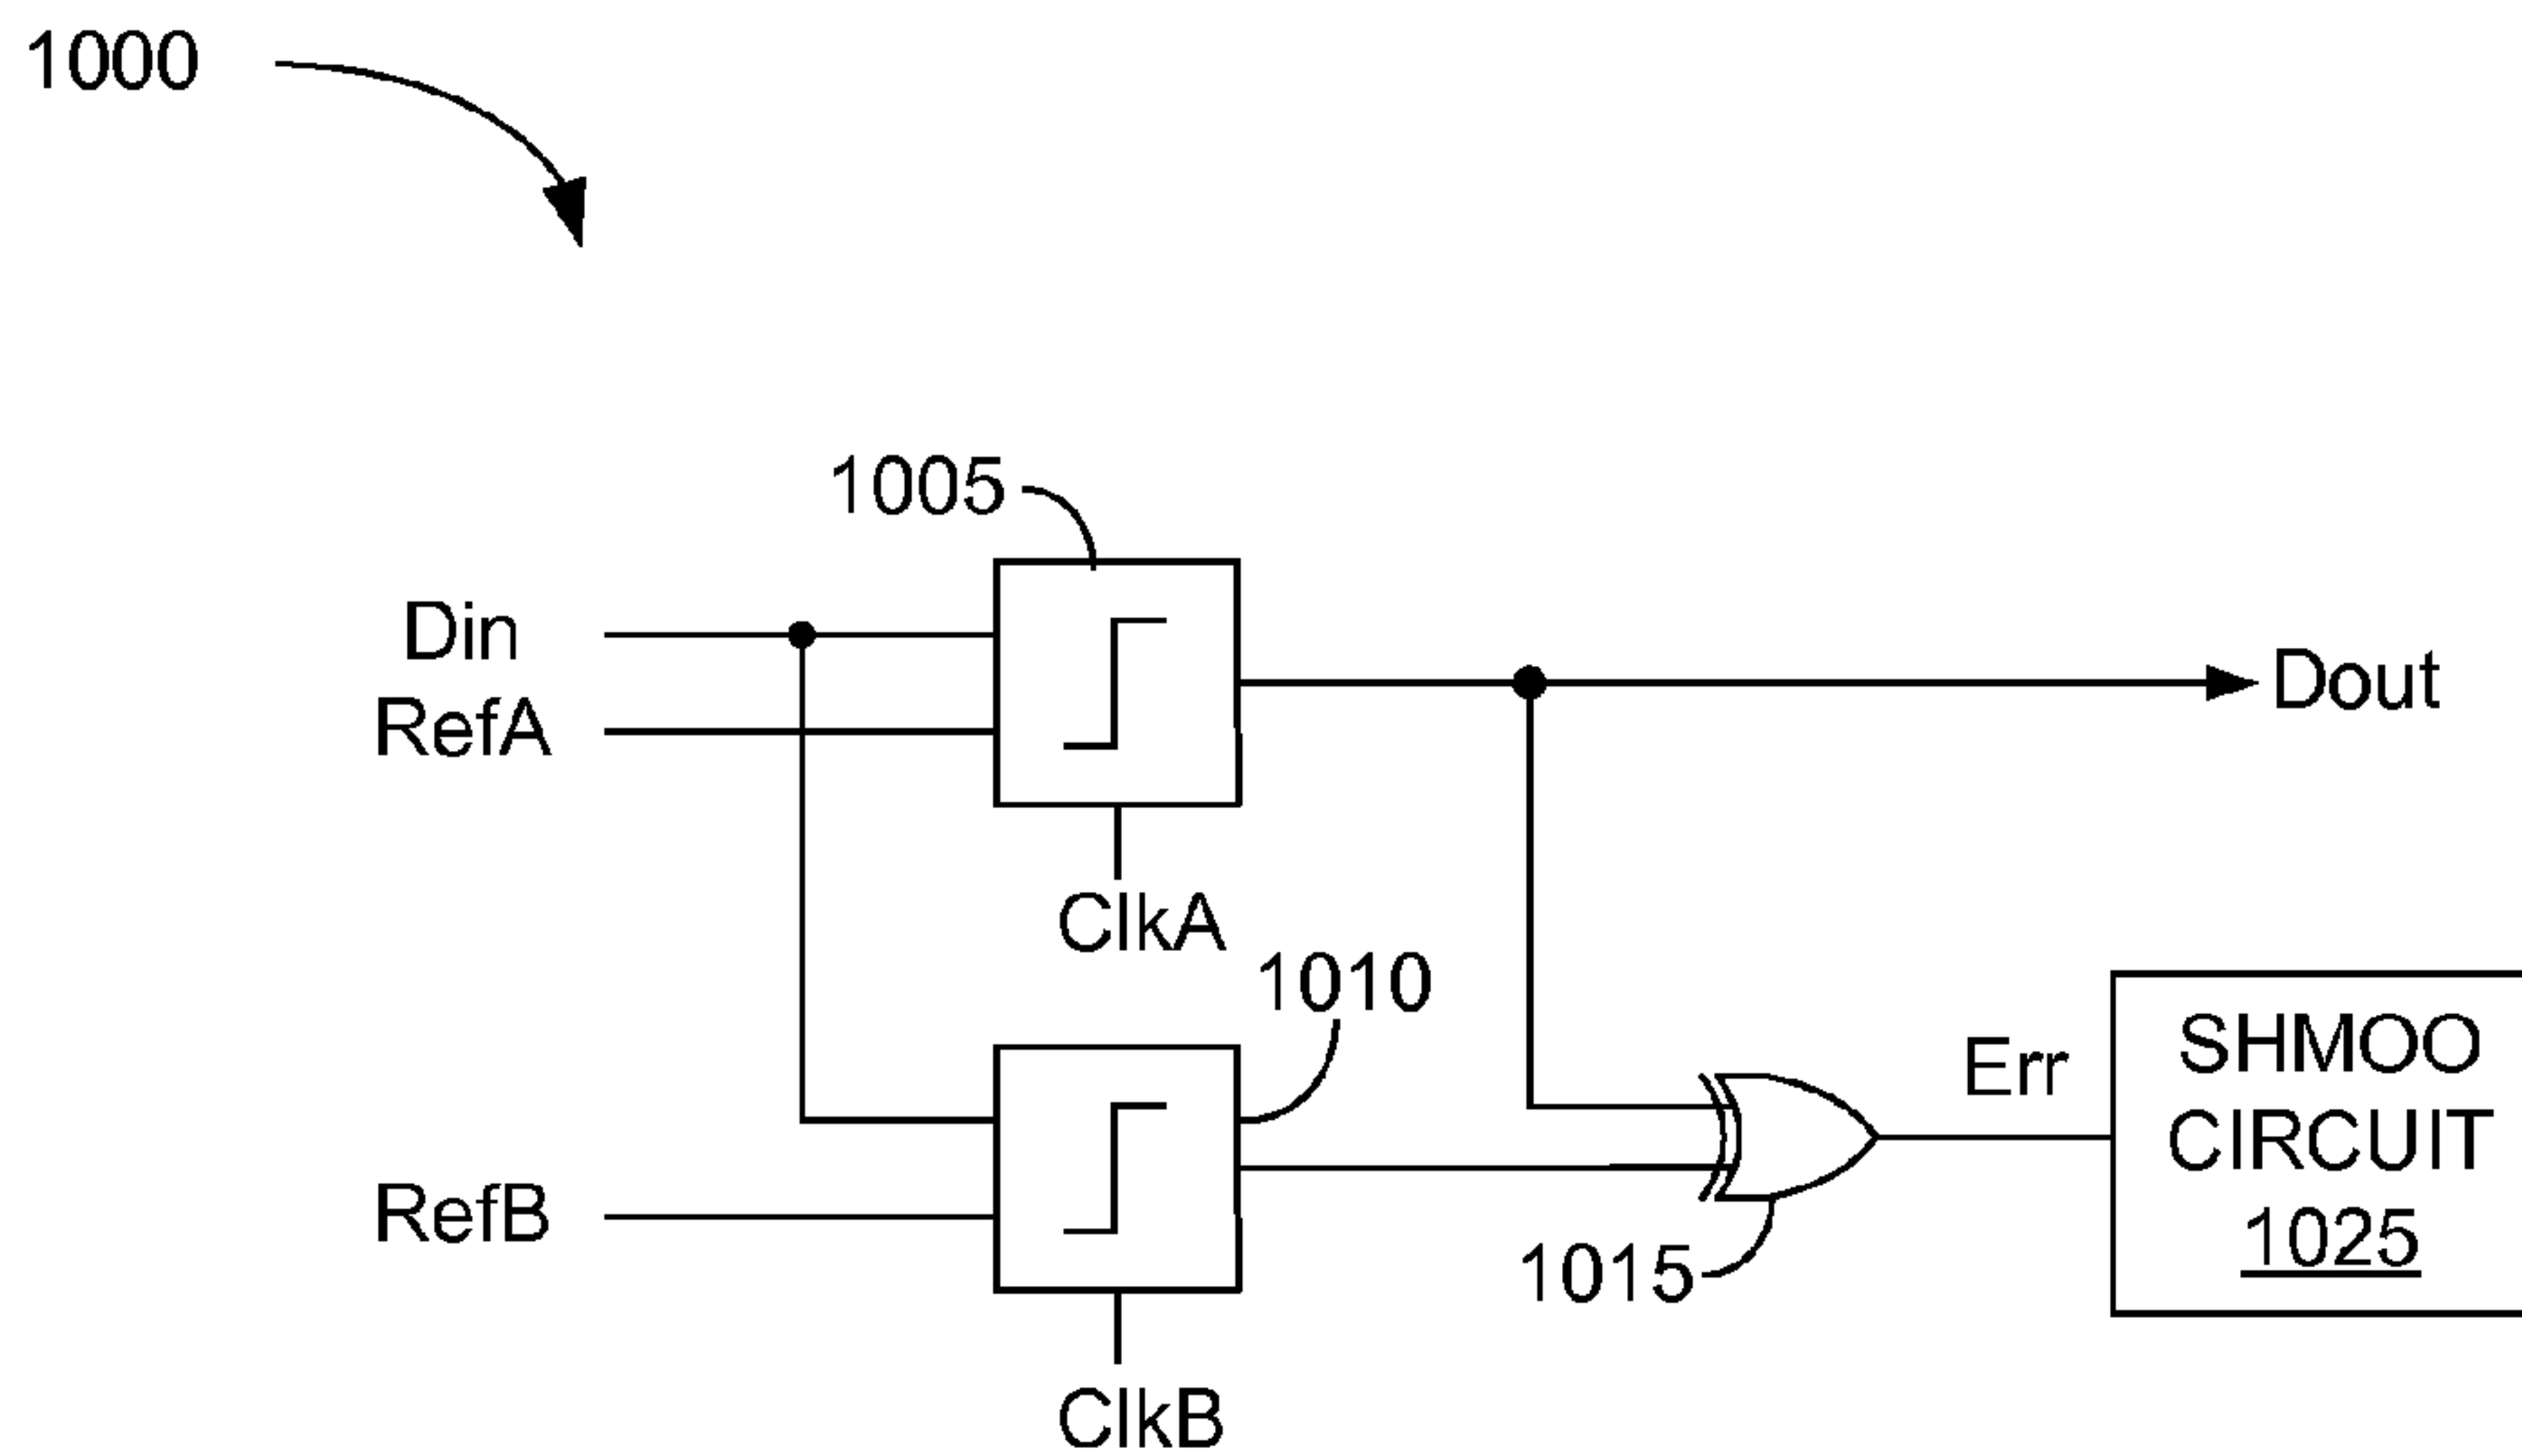 1000
1005
Din
RefA
Dout
ClkA
1010
Err
SHMOO
CIRCUIT
1025
RefB
1015
ClkB